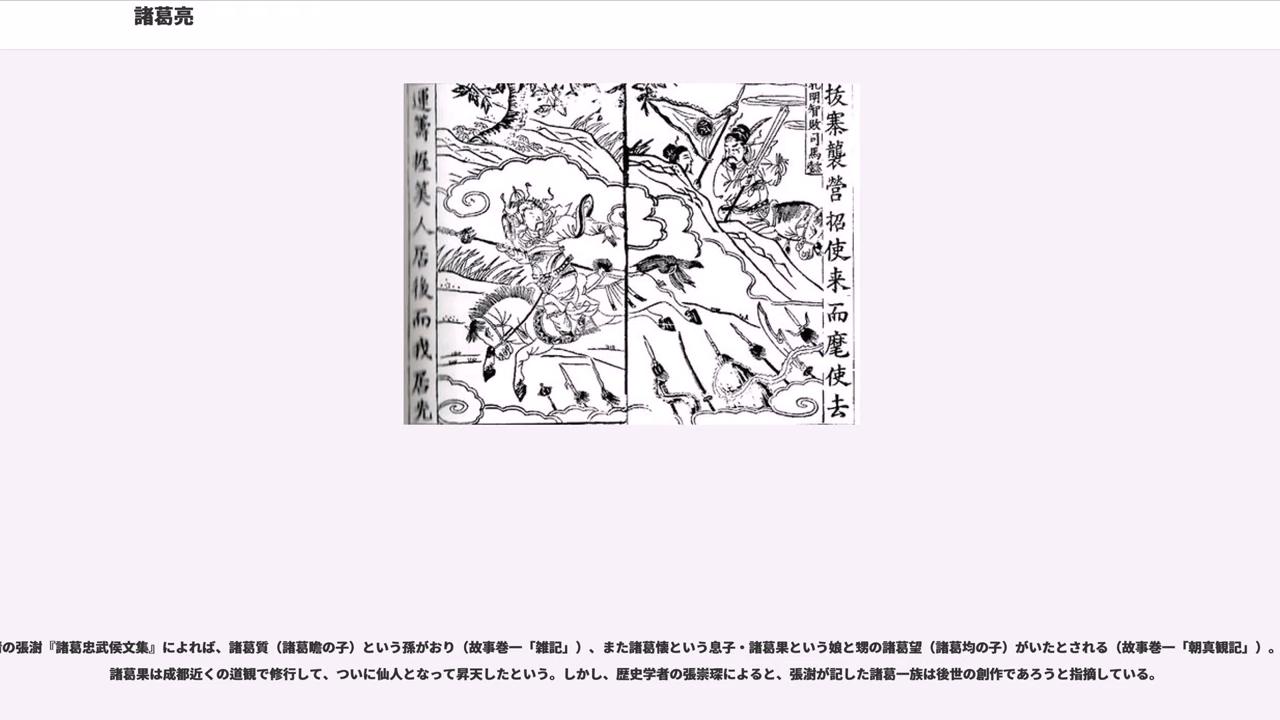 諸葛亮
孔明智敗司馬懿
拔寨襲營招使来而麾使去
運籌握筭人居後而我居先
の張澍『諸葛忠武侯文集』によれば、諸葛質（諸葛瞻の子）という孫がおり（故事巻一「雑記」）、また諸葛懐という息子・諸葛果という娘と甥の諸葛望（諸葛均の子）がいたとされる（故事巻一「朝真観記」）。
諸葛果は成都近くの道観で修行して、ついに仙人となって昇天したという。しかし、歴史学者の張崇琛によると、張澍が記した諸葛一族は後世の創作であろうと指摘している。